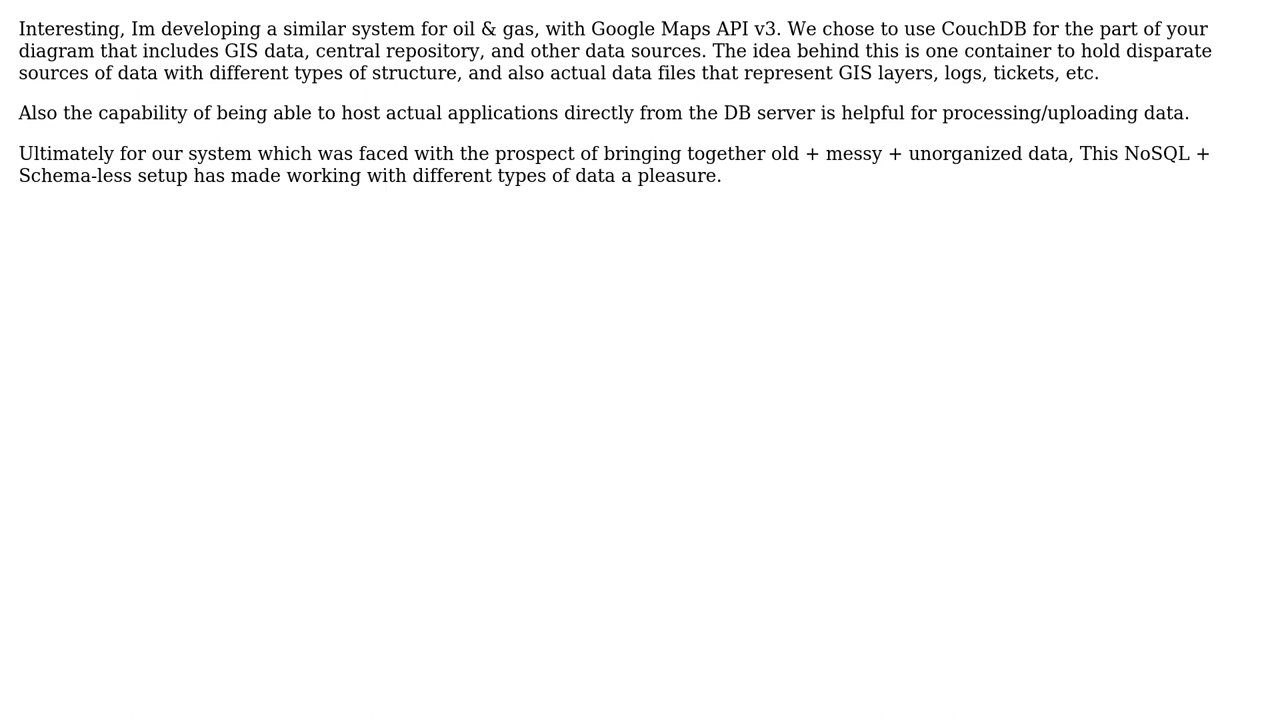 Interesting, Im developing a similar system for oil & gas, with Google Maps API v3. We chose to use CouchDB for the part of your
diagram that includes GIS data, central repository, and other data sources. The idea behind this is one container to hold disparate
sources of data with different types of structure, and also actual data files that represent GIS layers, logs, tickets, etc.
Also the capability of being able to host actual applications directly from the DB server is helpful for processing/uploading data.
Ultimately for our system which was faced with the prospect of bringing together old + messy + unorganized data, This NoSQL +
Schema-less setup has made working with different types of data a pleasure.